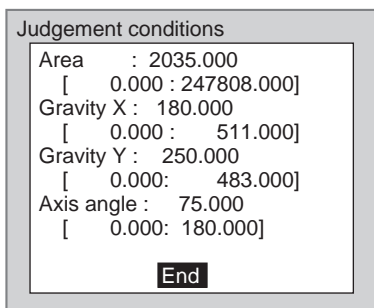 Judgement conditions
Area : 2035.000
[ 0.000 : 247808.000]
Gravity X : 180.000
[ 0.000 : 511.000]
Gravity Y : 250.000
[ 0.000: 483.000]
Axis angle : 75.000
[ 0.000: 180.000]
End